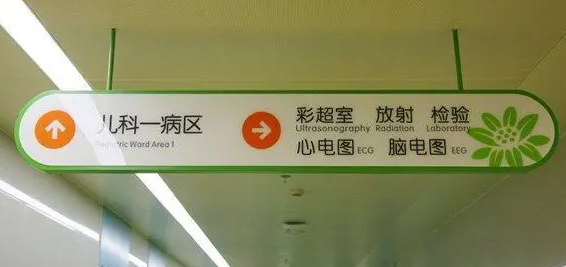 儿科一病区
Pediatric Ward Area 1
彩超室 放射 检验
Ultrasonography Radiation Laboratory
心电图 ECG 脑电图 EEG